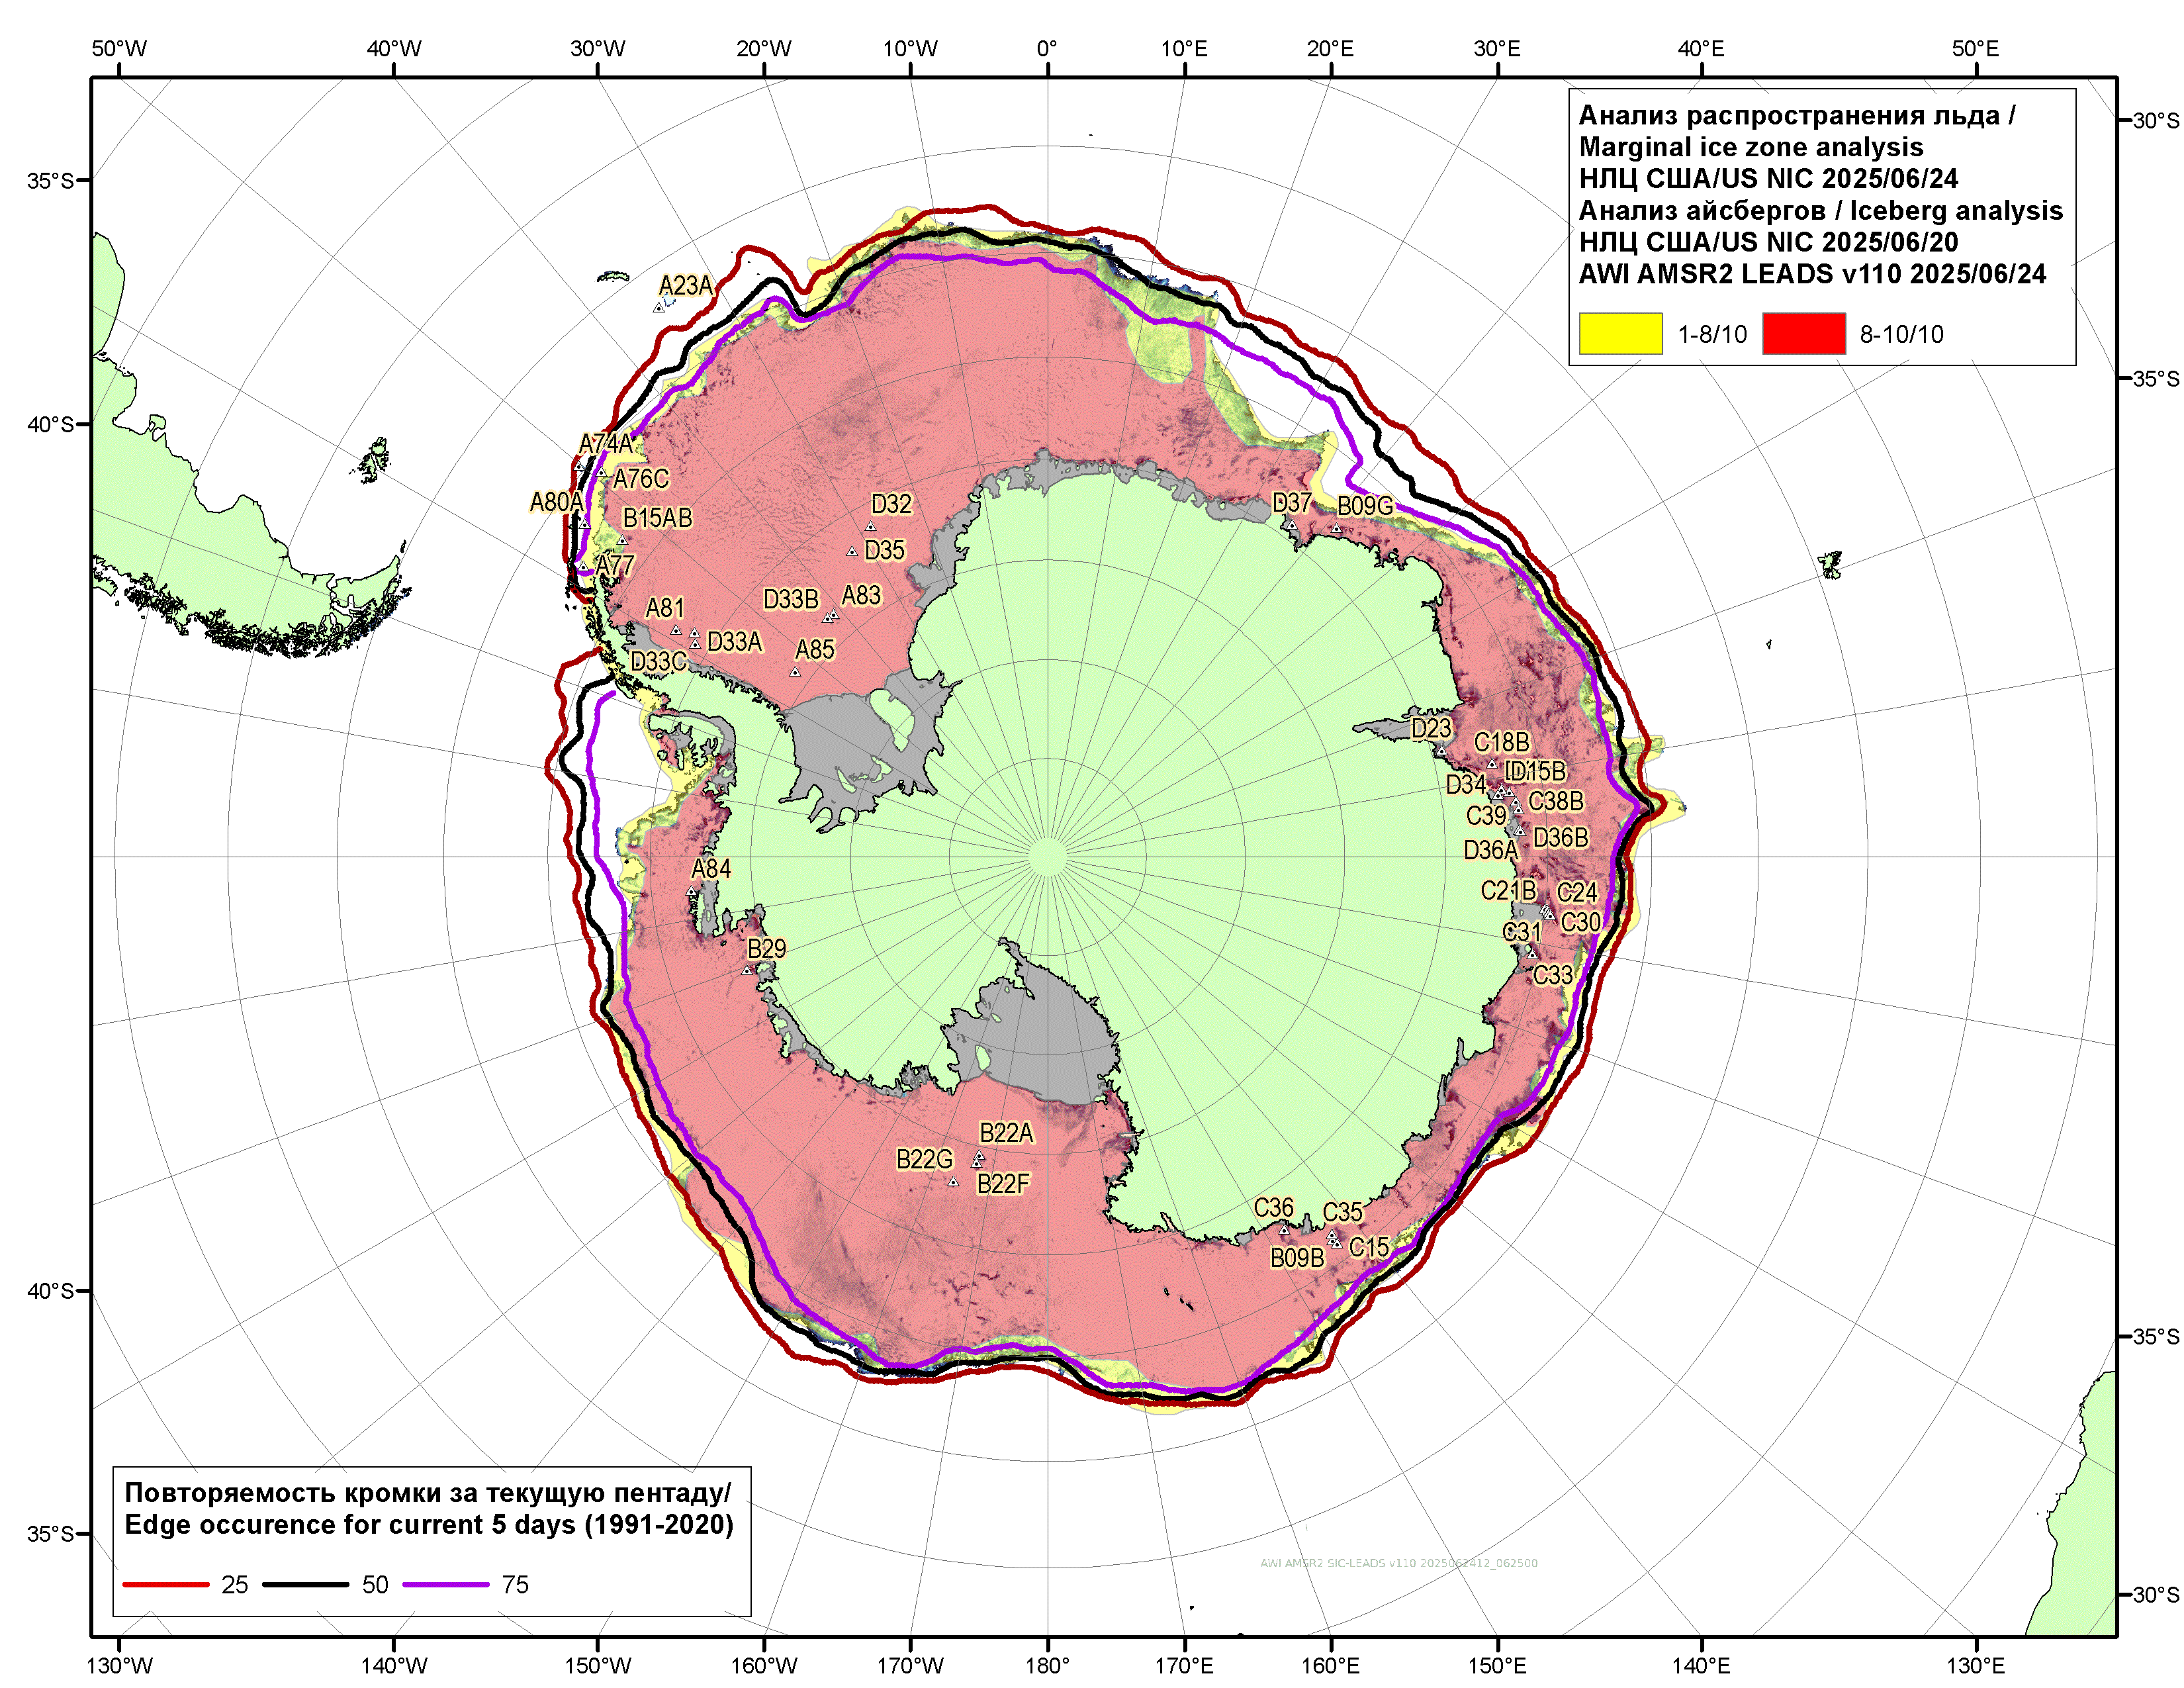 50°W 40°W 30°W 20°W 10°W 0° 10°E 20°E 30°E 40°E 50°E
Анализ распространения льда /
Marginal ice zone analysis
НЛЦ США/US NIC 2025/06/24
Анализ айсбергов / Iceberg analysis
НЛЦ США/US NIC 2025/06/20
AWI AMSR2 LEADS v110 2025/06/24
1-8/10 8-10/10
30°S
35°S
35°S
40°S
A23A
A74A
A76C
A80A
B15AB
A77
D32
D35
D33B
A83
A81
D33A
D33C
A85
D37
B09G
D23
C18B
D15B
D34
C38B
C39
D36B
D36A
A84
C21B
C24
C30
C31
C33
B29
B22A
B22G
B22F
C36
C35
B09B
C15
40°S
35°S
35°S
30°S
Повторяемость кромки за текущую пентаду/
Edge occurence for current 5 days (1991-2020)
25 50 75
AWI AMSR2 SIC-LEADS v110 2025062412_062500
130°W 140°W 150°W 160°W 170°W 180° 170°E 160°E 150°E 140°E 130°E